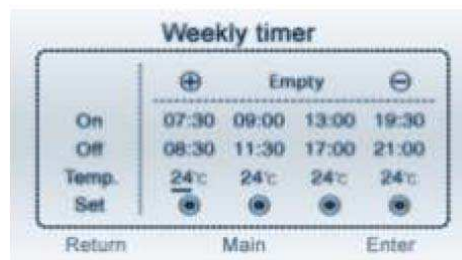 Weekly timer
⊕ Empty ⊖
On 07:30 09:00 13:00 19:30
Off 08:30 11:30 17:00 21:00
Temp. 24°c 24°c 24°c 24°c
Set
Return Main Enter